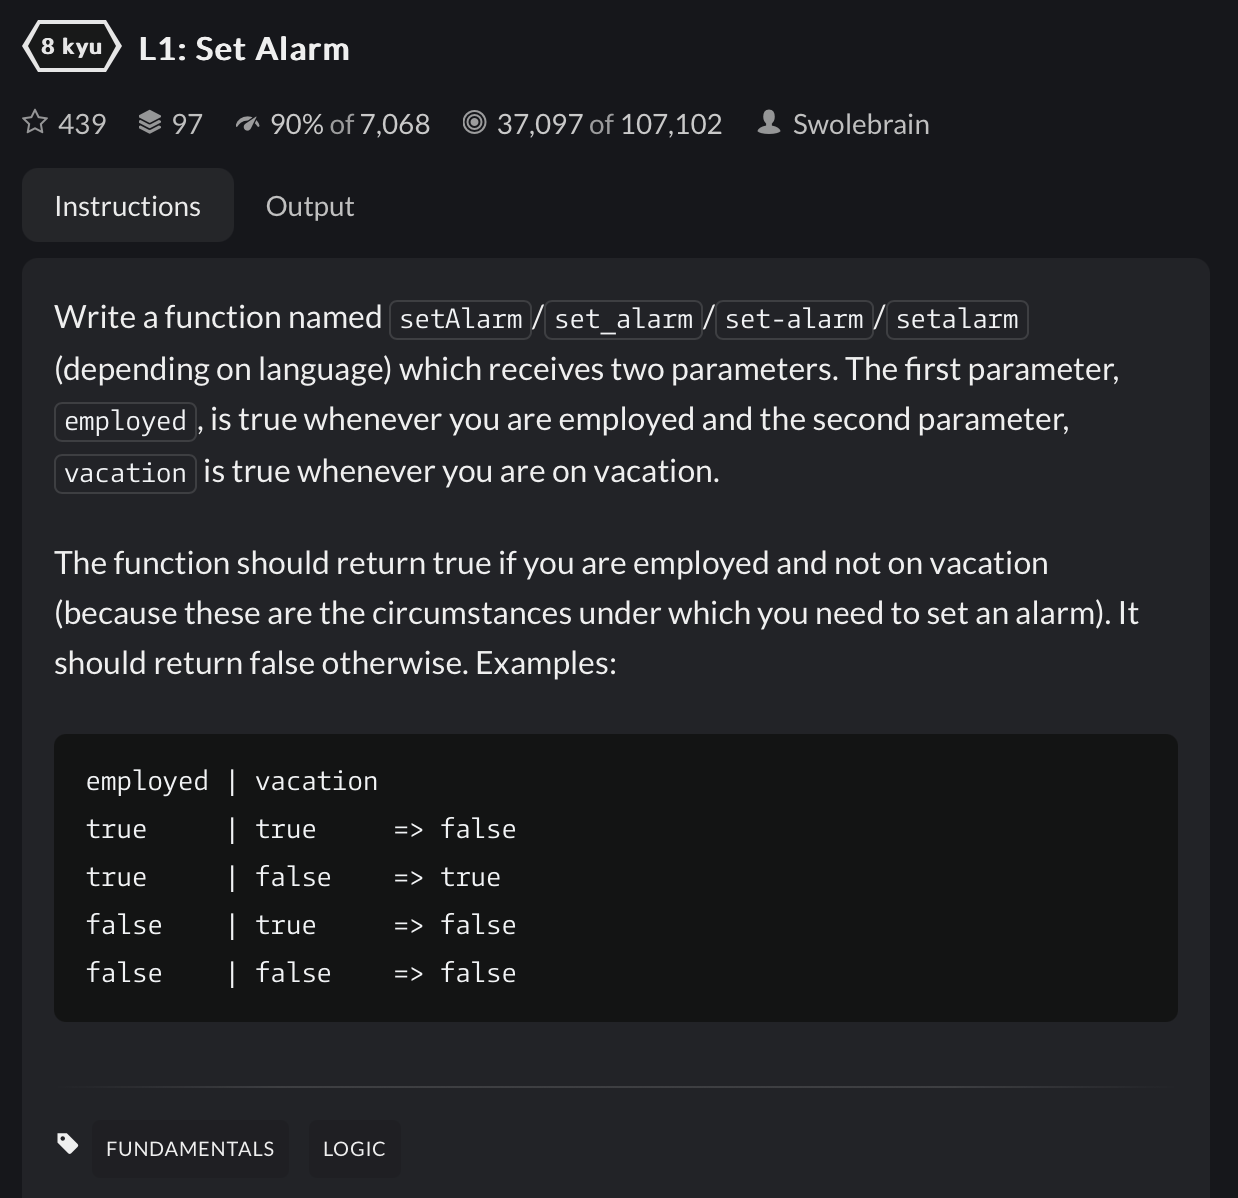 8 kyu L1: Set Alarm
439 97 90% of 7,068 37,097 of 107,102 Swolebrain
Instructions Output
Write a function named setAlarm/set_alarm/set-alarm/setalarm
(depending on language) which receives two parameters. The first parameter,
employed, is true whenever you are employed and the second parameter,
vacation is true whenever you are on vacation.
The function should return true if you are employed and not on vacation
(because these are the circumstances under which you need to set an alarm). It
should return false otherwise. Examples:
employed | vacation
true     | true     => false
true     | false    => true
false    | true     => false
false    | false    => false
FUNDAMENTALS LOGIC